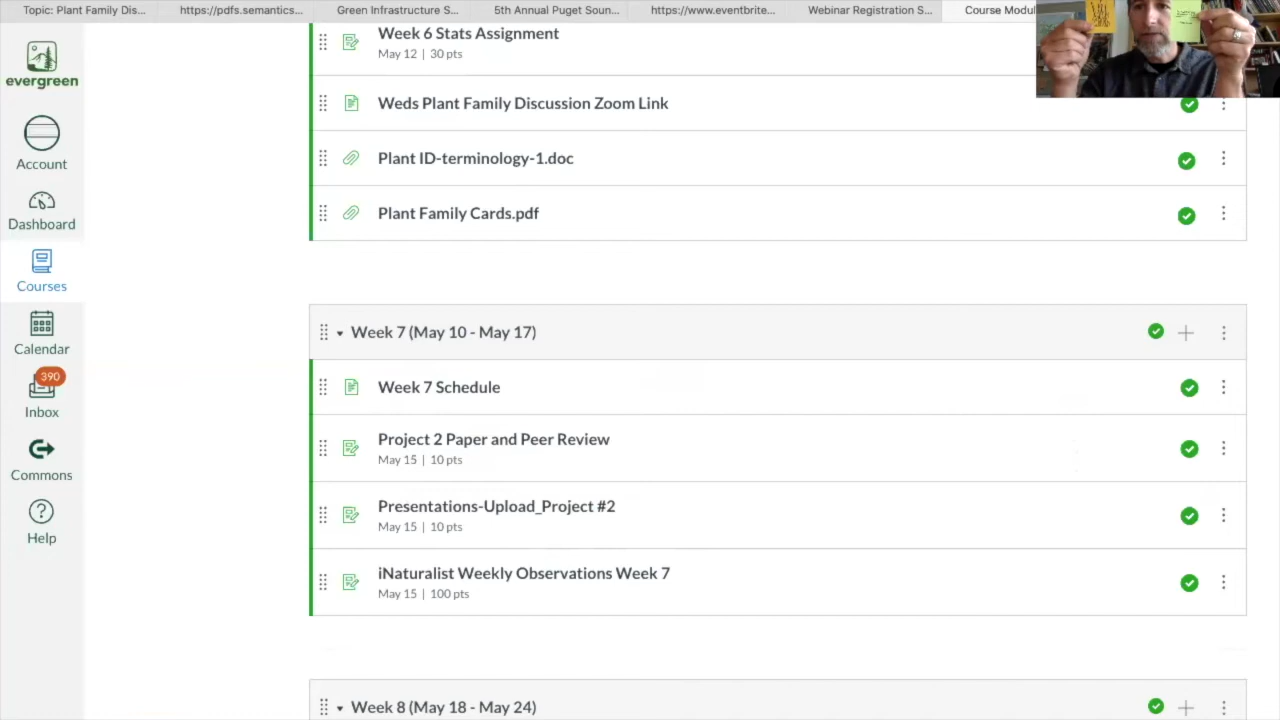 Topic: Plant Family Dis...
https://pdfs.semantics...
Green Infrastructure S...
5th Annual Puget Soun...
https://www.eventbrite...
Webinar Registration S...
Course Modul
evergreen
Account
Dashboard
Courses
Calendar
390
Inbox
Commons
Help
Week 6 Stats Assignment
May 12 | 30 pts
Weds Plant Family Discussion Zoom Link
Plant ID-terminology-1.doc
Plant Family Cards.pdf
Week 7 (May 10 - May 17)
Week 7 Schedule
Project 2 Paper and Peer Review
May 15 | 10 pts
Presentations-Upload_Project #2
May 15 | 10 pts
iNaturalist Weekly Observations Week 7
May 15 | 100 pts
Week 8 (May 18 - May 24)